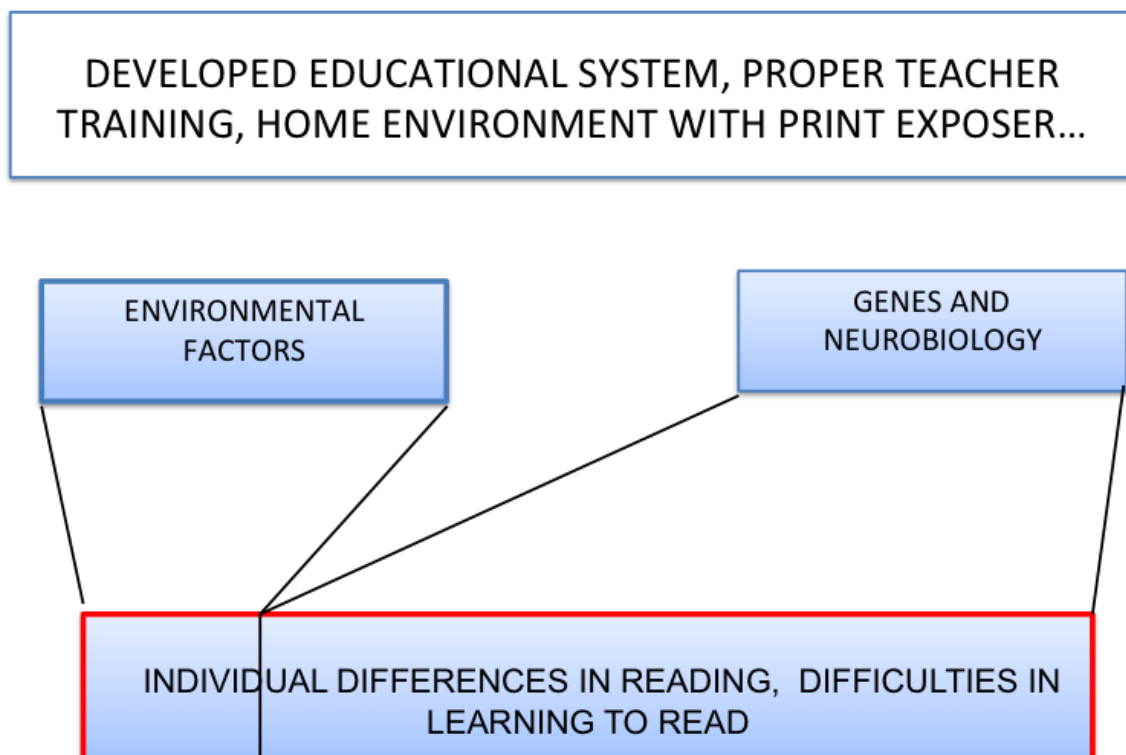 DEVELOPED EDUCATIONAL SYSTEM, PROPER TEACHER
TRAINING, HOME ENVIRONMENT WITH PRINT EXPOSER…
ENVIRONMENTAL
FACTORS
GENES AND
NEUROBIOLOGY
INDIVIDUAL DIFFERENCES IN READING, DIFFICULTIES IN
LEARNING TO READ